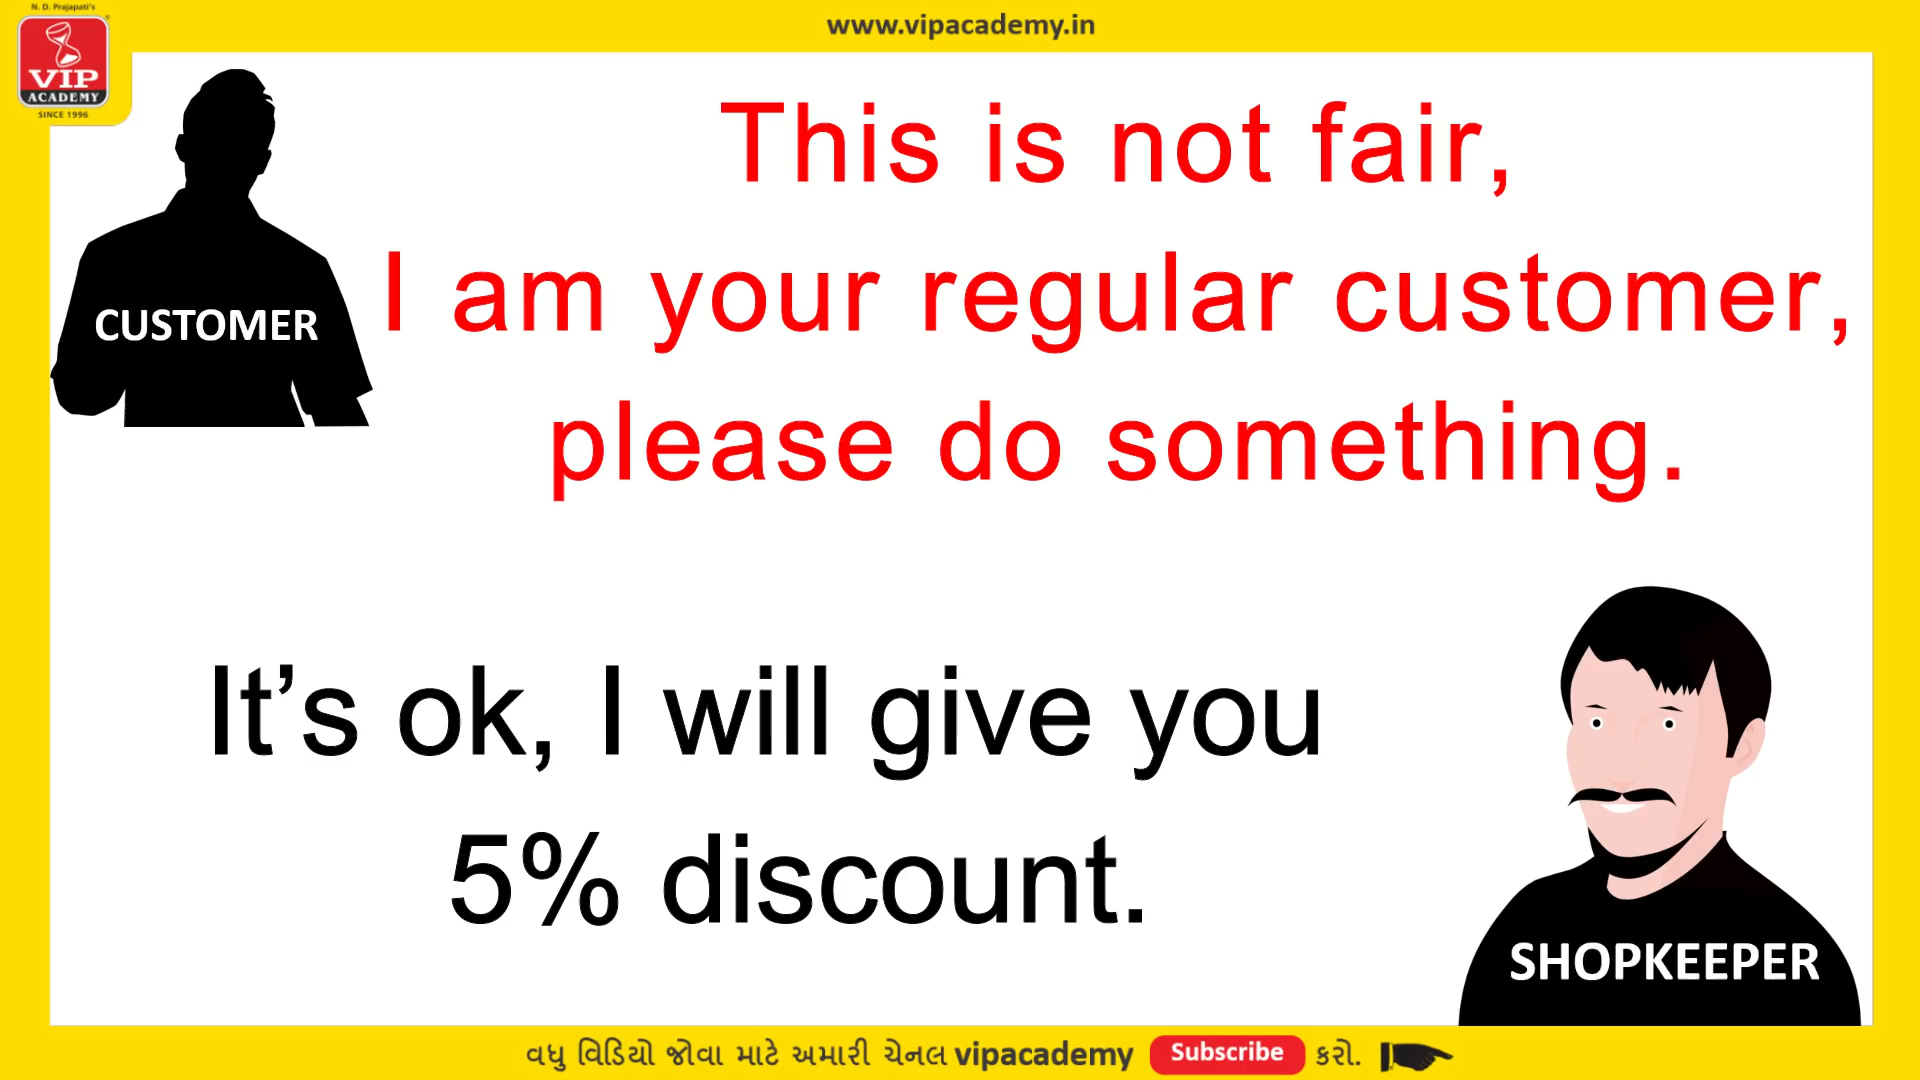 N. D. Prajapati's
VIP
ACADEMY
SINCE 1996
www.vipacademy.in
CUSTOMER
This is not fair,
I am your regular customer,
please do something.
It’s ok, I will give you
5% discount.
SHOPKEEPER
વધુ વિડિયો જોવા માટે અમારી ચેનલ vipacademy Subscribe કરો.